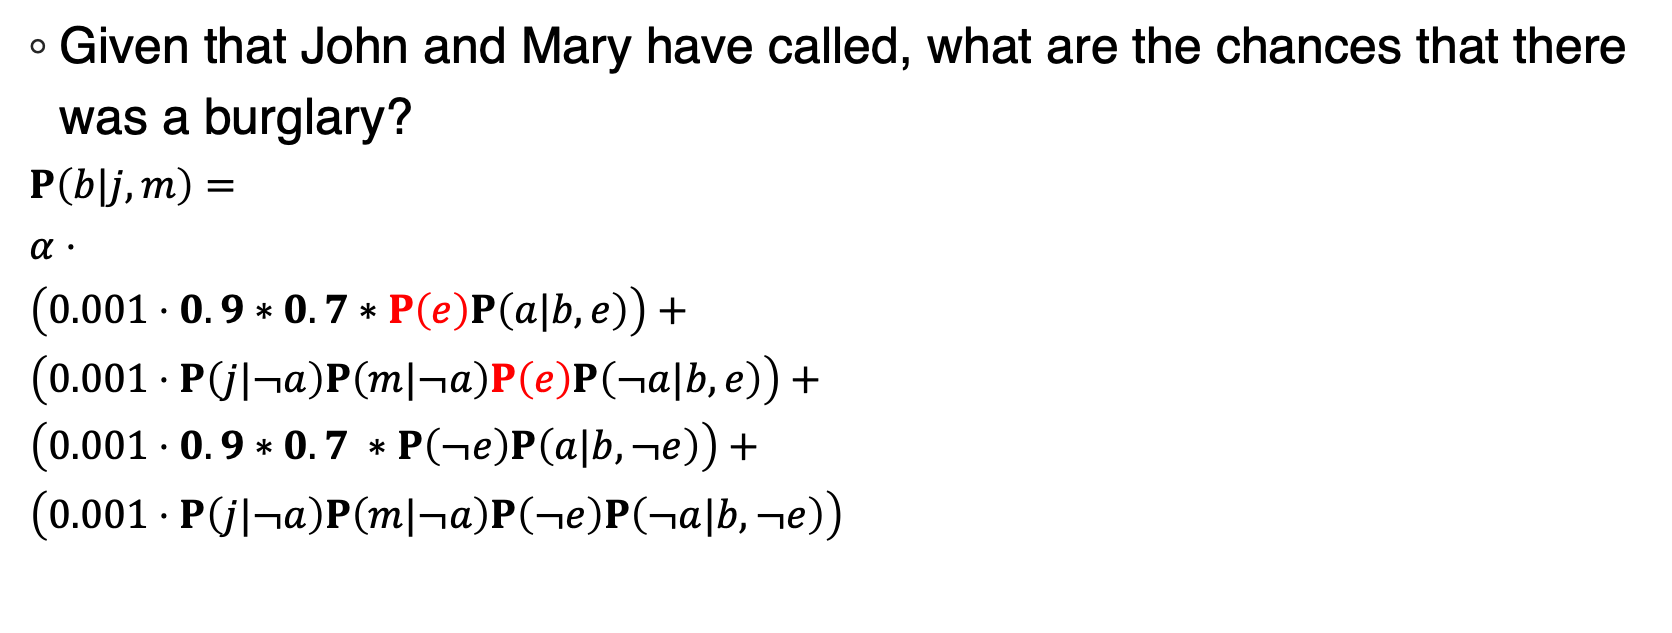 ◦ Given that John and Mary have called, what are the chances that there
was a burglary?
P(b|j, m) =
α ·
(0.001 · 0.9 * 0.7 * P(e)P(a|b, e)) +
(0.001 · P(j|¬a)P(m|¬a)P(e)P(¬a|b, e)) +
(0.001 · 0.9 * 0.7 * P(¬e)P(a|b, ¬e)) +
(0.001 · P(j|¬a)P(m|¬a)P(¬e)P(¬a|b, ¬e))